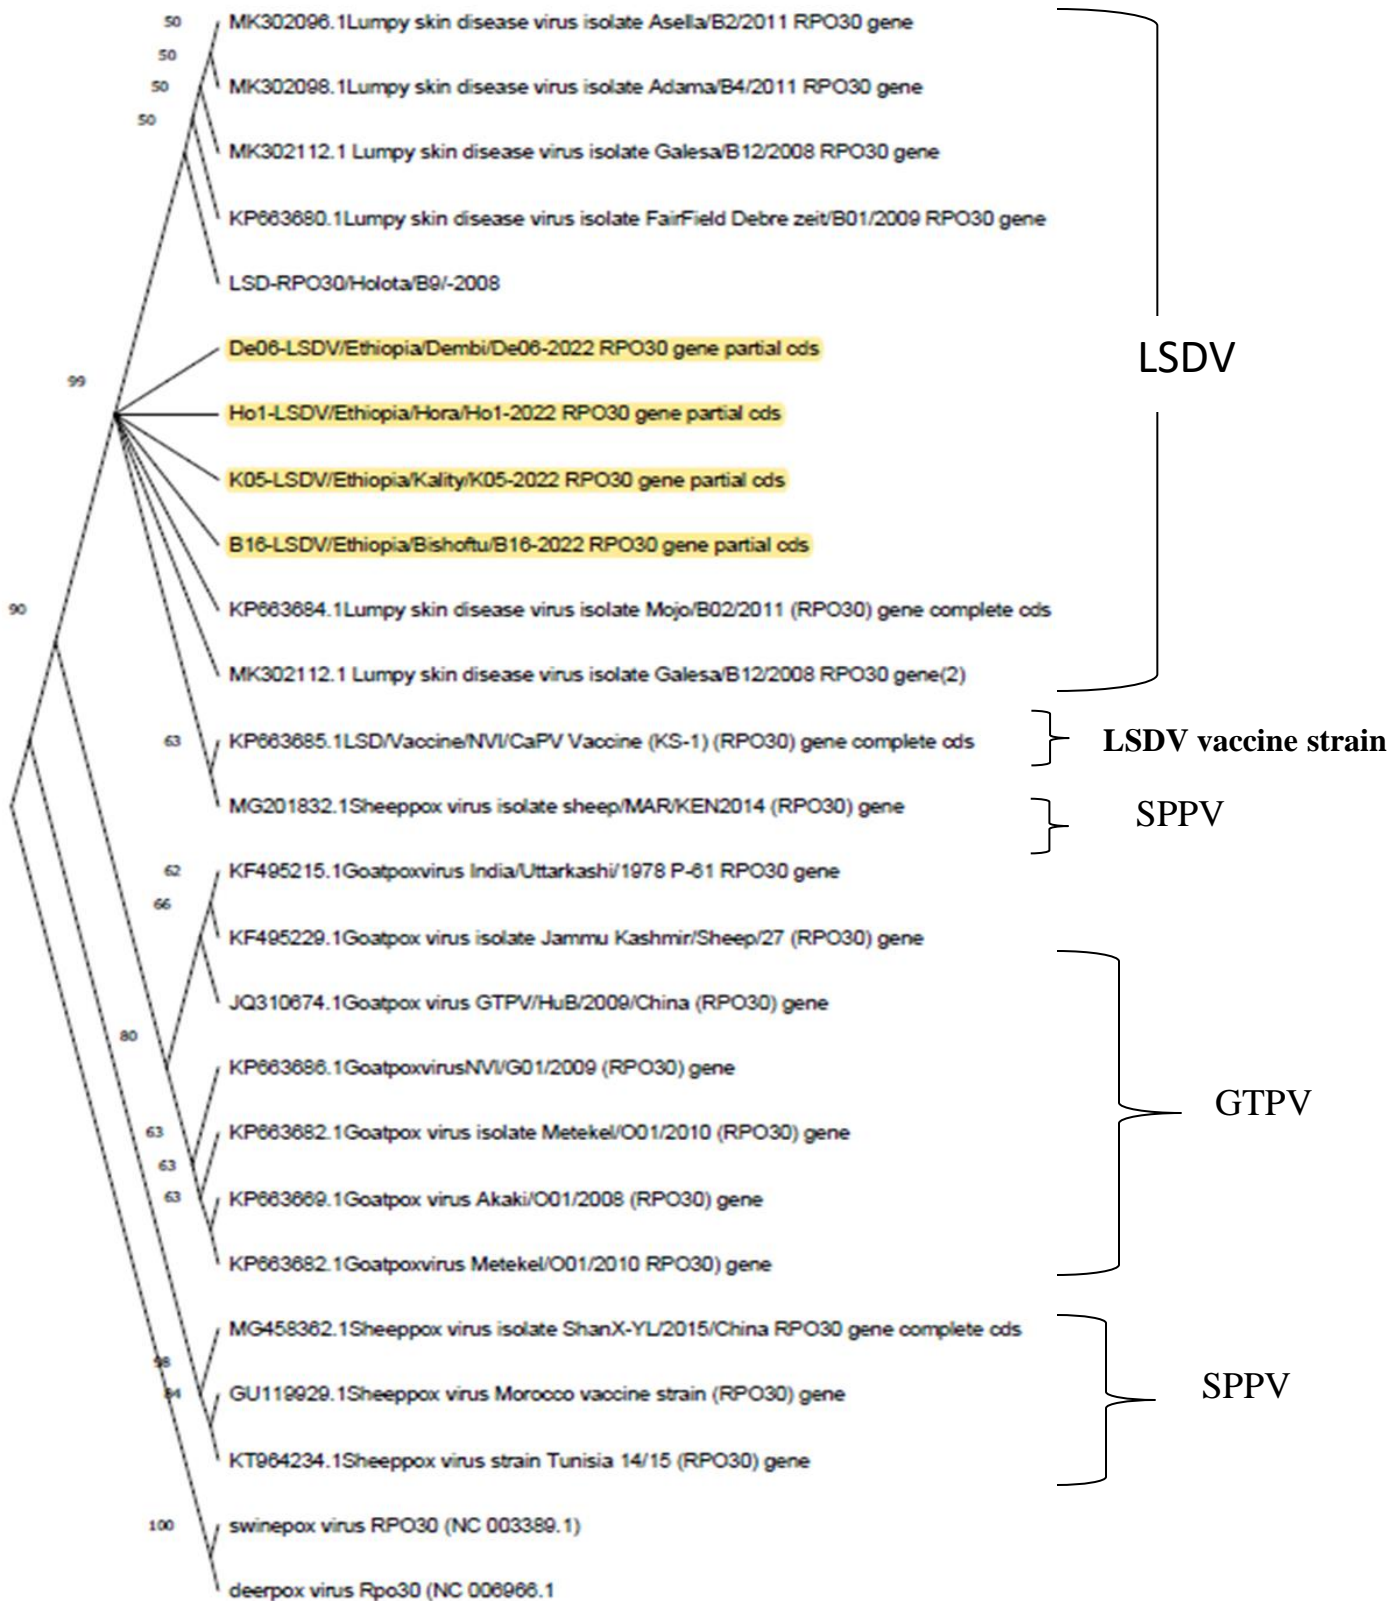 50
MK302096.1Lumpy skin disease virus isolate Asella/B2/2011 RPO30 gene
50
MK302098.1Lumpy skin disease virus isolate Adama/B4/2011 RPO30 gene
50
50
MK302112.1 Lumpy skin disease virus isolate Galesa/B12/2008 RPO30 gene
KP663680.1Lumpy skin disease virus isolate FairField Debre zeit/B01/2009 RPO30 gene
LSD-RPO30/Holota/B9/-2008
De06-LSDV/Ethiopia/Dembi/De06-2022 RPO30 gene partial cds
LSDV
99
Ho1-LSDV/Ethiopia/Hora/Ho1-2022 RPO30 gene partial cds
K05-LSDV/Ethiopia/Kality/K05-2022 RPO30 gene partial cds
B16-LSDV/Ethiopia/Bishoftu/B16-2022 RPO30 gene partial cds
90
KP663684.1Lumpy skin disease virus isolate Mojo/B02/2011 (RPO30) gene complete cds
MK302112.1 Lumpy skin disease virus isolate Galesa/B12/2008 RPO30 gene(2)
63
KP663685.1LSD/Vaccine/NVI/CaPV Vaccine (KS-1) (RPO30) gene complete cds
LSDV vaccine strain
MG201832.1Sheeppox virus isolate sheep/MAR/KEN2014 (RPO30) gene
SPPV
62
KF495215.1Goatpoxvirus India/Uttarkashi/1978 P-61 RPO30 gene
66
KF495229.1Goatpox virus isolate Jammu Kashmir/Sheep/27 (RPO30) gene
JQ310674.1Goatpox virus GTPV/HuB/2009/China (RPO30) gene
80
KP663686.1GoatpoxvirusNVI/G01/2009 (RPO30) gene
GTPV
63
KP663682.1Goatpox virus isolate Metekel/O01/2010 (RPO30) gene
63
63
KP663669.1Goatpox virus Akaki/O01/2008 (RPO30) gene
KP663682.1Goatpoxvirus Metekel/O01/2010 RPO30) gene
MG458362.1Sheeppox virus isolate ShanX-YL/2015/China RPO30 gene complete cds
98
84
GU119929.1Sheeppox virus Morocco vaccine strain (RPO30) gene
SPPV
KT964234.1Sheeppox virus strain Tunisia 14/15 (RPO30) gene
100
swinepox virus RPO30 (NC 003389.1)
deerpox virus Rpo30 (NC 006966.1